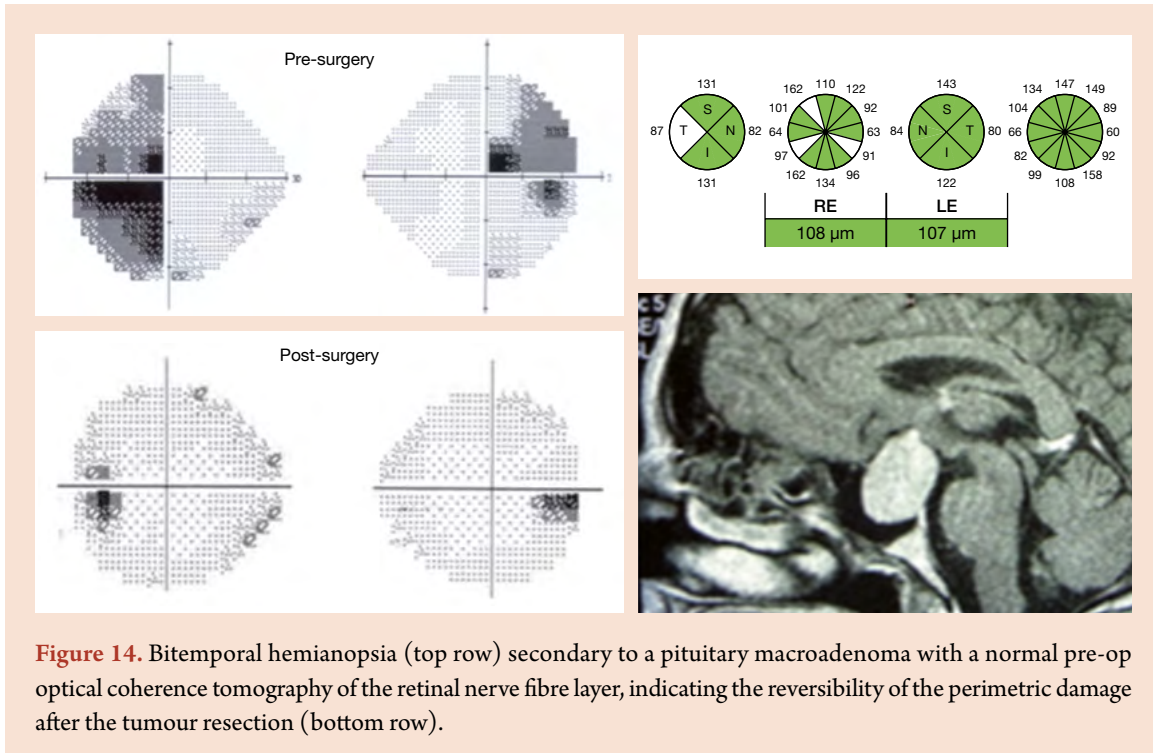 Pre-surgery
Post-surgery
131
S
87 T N 82
I
131
162 110 122
101 92
64 63
97 91
162 134 96
143
S
84 N T 80
I
122
134 147 149
104 89
66 60
82 92
99 108 158
RE LE
108 µm 107 µm
Figure 14. Bitemporal hemianopsia (top row) secondary to a pituitary macroadenoma with a normal pre-op
optical coherence tomography of the retinal nerve fibre layer, indicating the reversibility of the perimetric damage
after the tumour resection (bottom row).